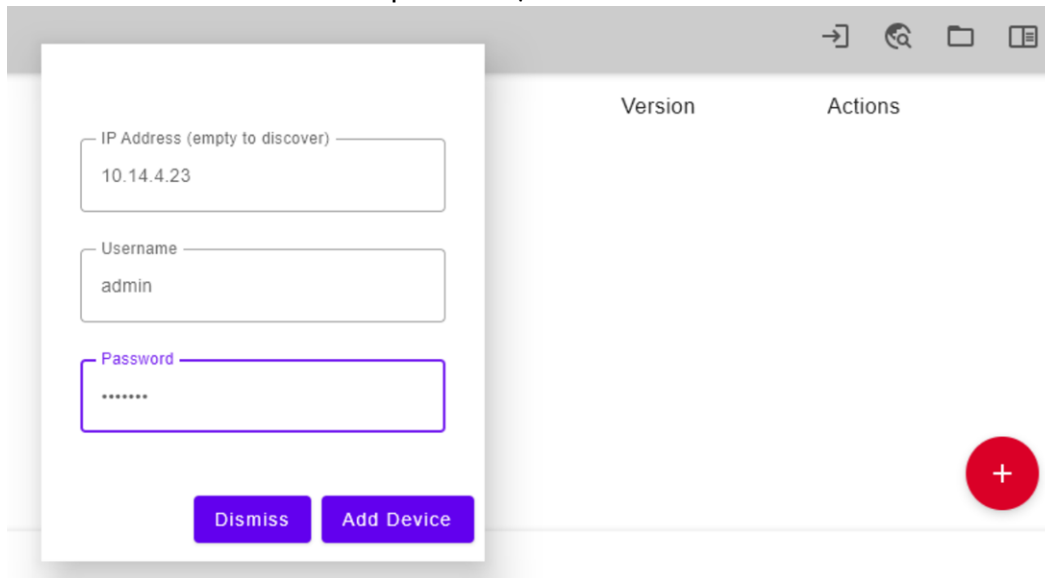 Version Actions
IP Address (empty to discover)
10.14.4.23
Username
admin
Password
•••••••
Dismiss Add Device